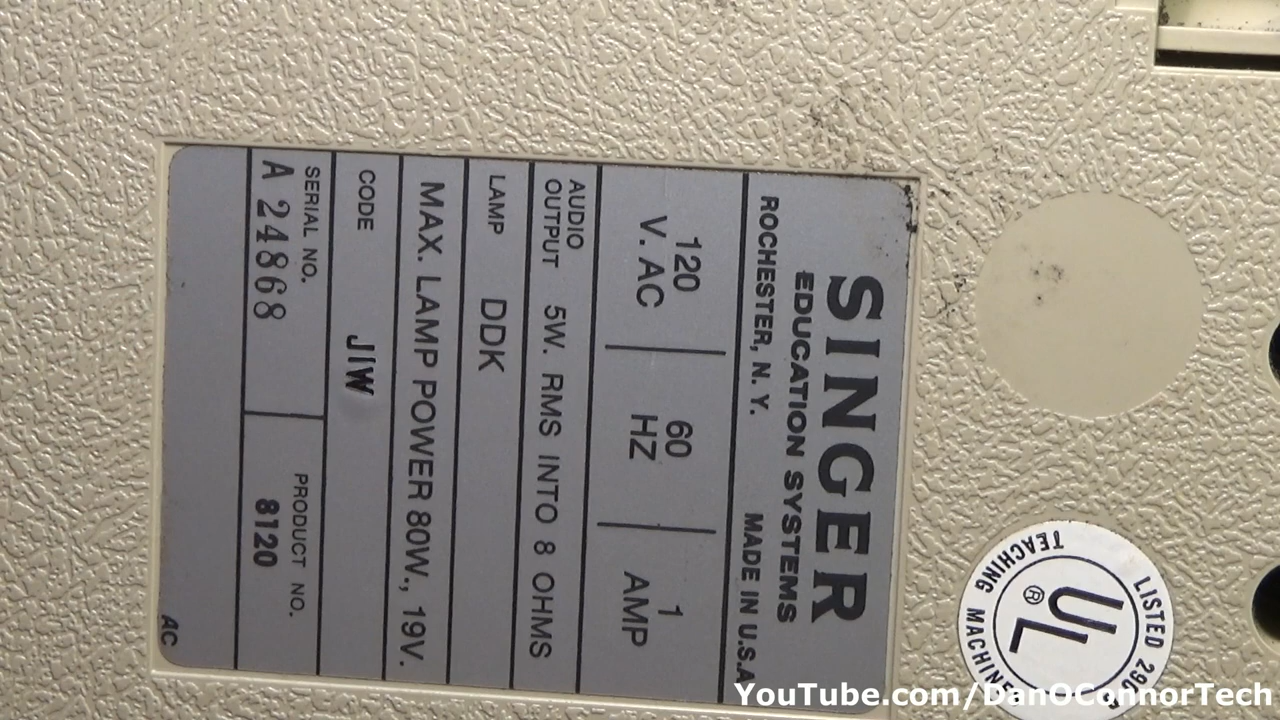 SINGER
EDUCATION SYSTEMS
ROCHESTER, N. Y. MADE IN U.S.A
120 V. AC
60 HZ
1 AMP
AUDIO OUTPUT 5W. RMS INTO 8 OHMS
LAMP DDK
MAX. LAMP POWER 80W., 19V.
CODE JIW
SERIAL NO. PRODUCT NO.
A 24868 8120
AC
LISTED
UL
®
TEACHING
YouTube.com/DanOConnorTech